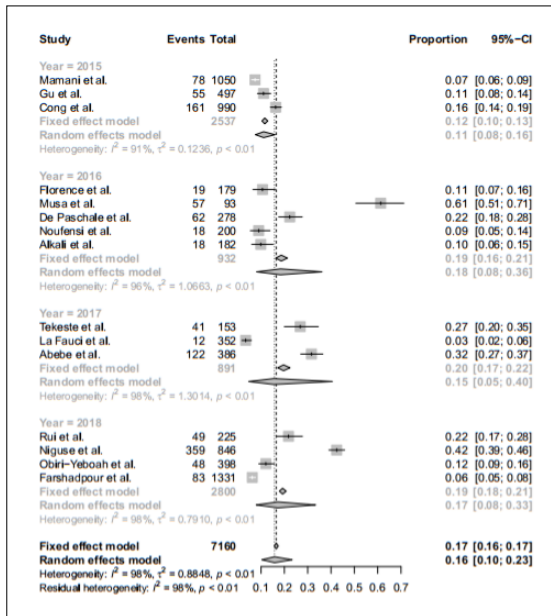 Study Events Total Proportion 95%−CI
Year = 2015
Mamani et al. 78 1050 0.07 [0.06; 0.09]
Gu et al. 55 497 0.11 [0.08; 0.14]
Cong et al. 161 990 0.16 [0.14; 0.19]
Fixed effect model 2537 0.12 [0.10; 0.13]
Random effects model 0.11 [0.08; 0.16]
Heterogeneity: I² = 91%, τ² = 0.1236, p < 0.01
Year = 2016
Florence et al. 19 179 0.11 [0.07; 0.16]
Musa et al. 57 93 0.61 [0.51; 0.71]
De Paschale et al. 62 278 0.22 [0.18; 0.28]
Noufensi et al. 18 200 0.09 [0.05; 0.14]
Alkali et al. 18 182 0.10 [0.06; 0.15]
Fixed effect model 932 0.19 [0.16; 0.21]
Random effects model 0.18 [0.08; 0.36]
Heterogeneity: I² = 96%, τ² = 1.0663, p < 0.01
Year = 2017
Tekeste et al. 41 153 0.27 [0.20; 0.35]
La Fauci et al. 12 352 0.03 [0.02; 0.06]
Abebe et al. 122 386 0.32 [0.27; 0.37]
Fixed effect model 891 0.20 [0.17; 0.22]
Random effects model 0.15 [0.05; 0.40]
Heterogeneity: I² = 98%, τ² = 1.3014, p < 0.01
Year = 2018
Rui et al. 49 225 0.22 [0.17; 0.28]
Niguse et al. 359 846 0.42 [0.39; 0.46]
Obiri−Yeboah et al. 48 398 0.12 [0.09; 0.16]
Farshadpour et al. 83 1331 0.06 [0.05; 0.08]
Fixed effect model 2800 0.19 [0.18; 0.21]
Random effects model 0.17 [0.08; 0.33]
Heterogeneity: I² = 98%, τ² = 0.7910, p < 0.01
Fixed effect model 7160 0.17 [0.16; 0.17]
Random effects model 0.16 [0.10; 0.23]
Heterogeneity: I² = 98%, τ² = 0.8848, p < 0.01
Residual heterogeneity: I² = 98%, p < 0.01 0.1 0.2 0.3 0.4 0.5 0.6 0.7